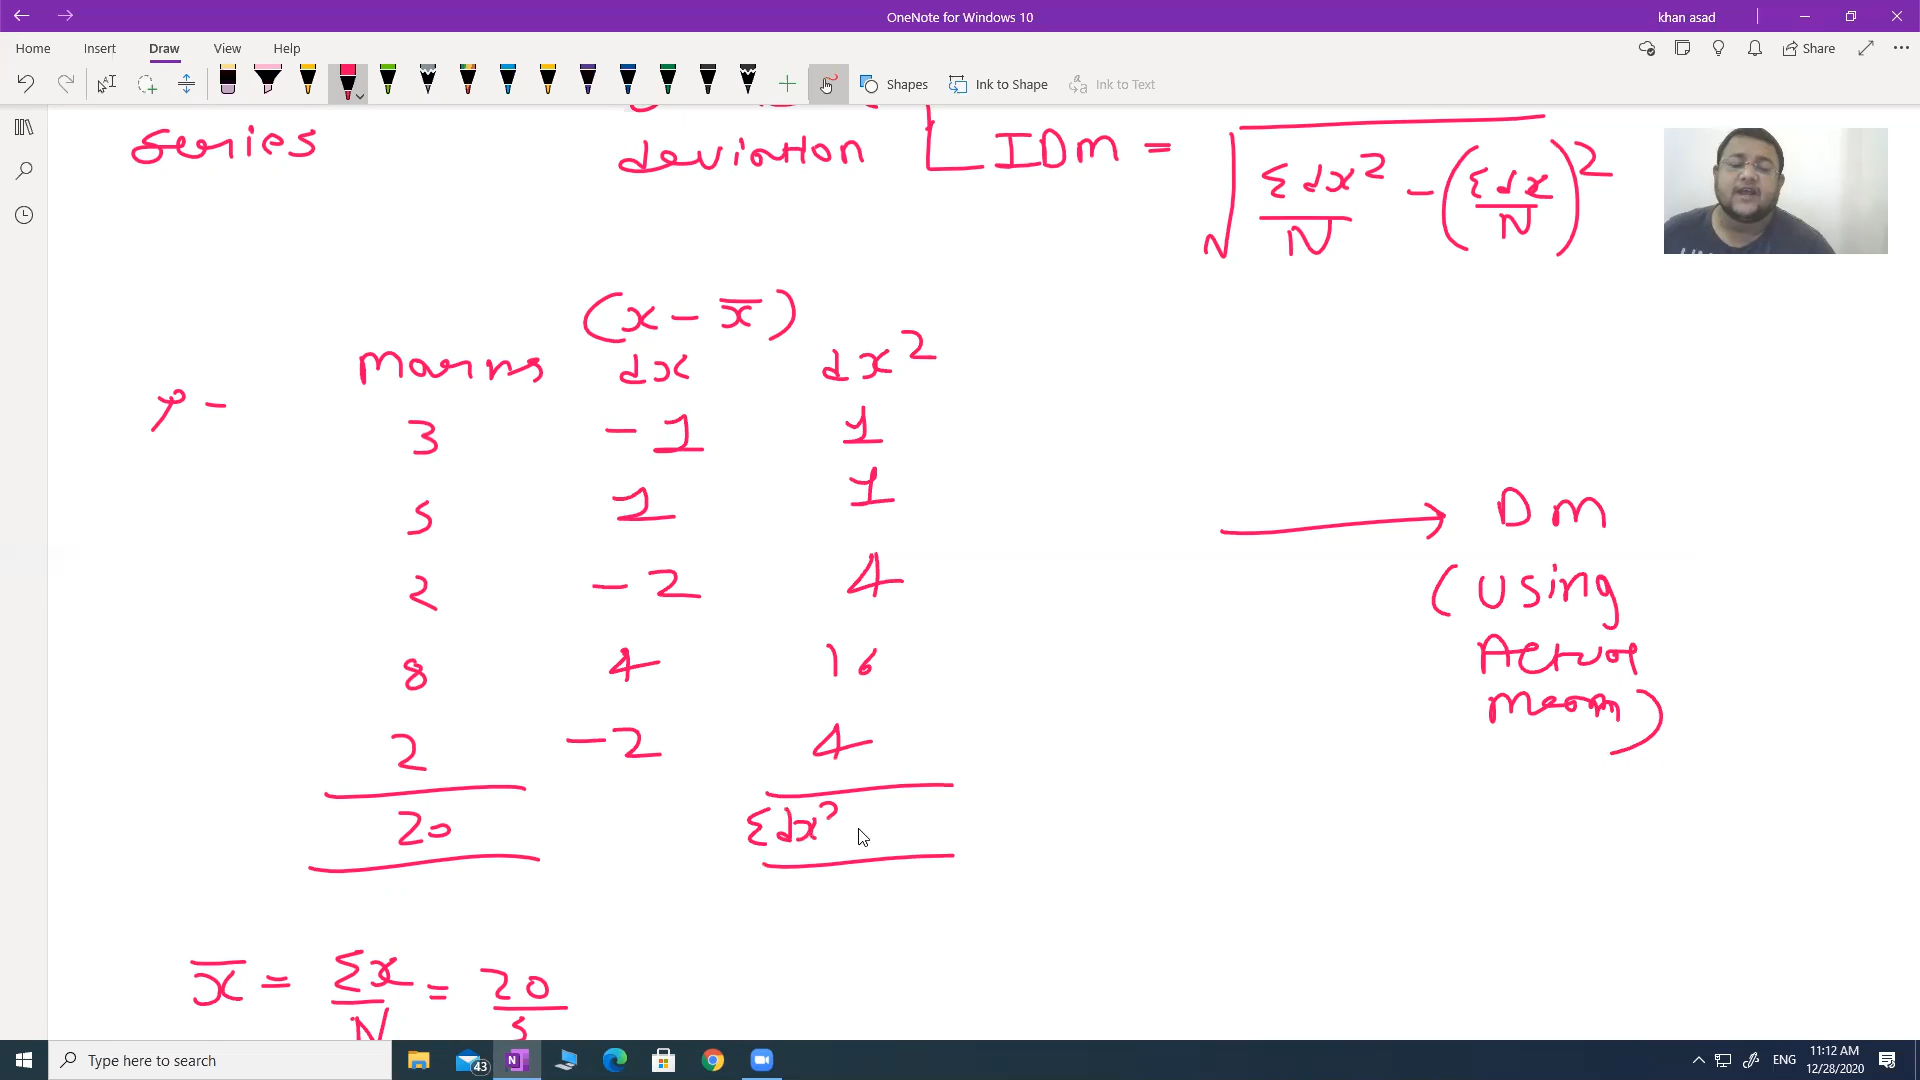 OneNote for Windows 10
khan asad
Home Insert Draw View Help
Share
Shapes
Ink to Shape
Ink to Text
Series
deviation
IDM = √ Σdx²/N - (Σdx/N)²
(x - x̅)
Marks dx dx²
3 -1 1
5 1 1
2 -2 4
8 4 16
2 -2 4
20 Σdx²
DM
(Using
Actual
Mean)
x̅ = Σx/N = 20/5
Type here to search
43
ENG
11:12 AM
12/28/2020